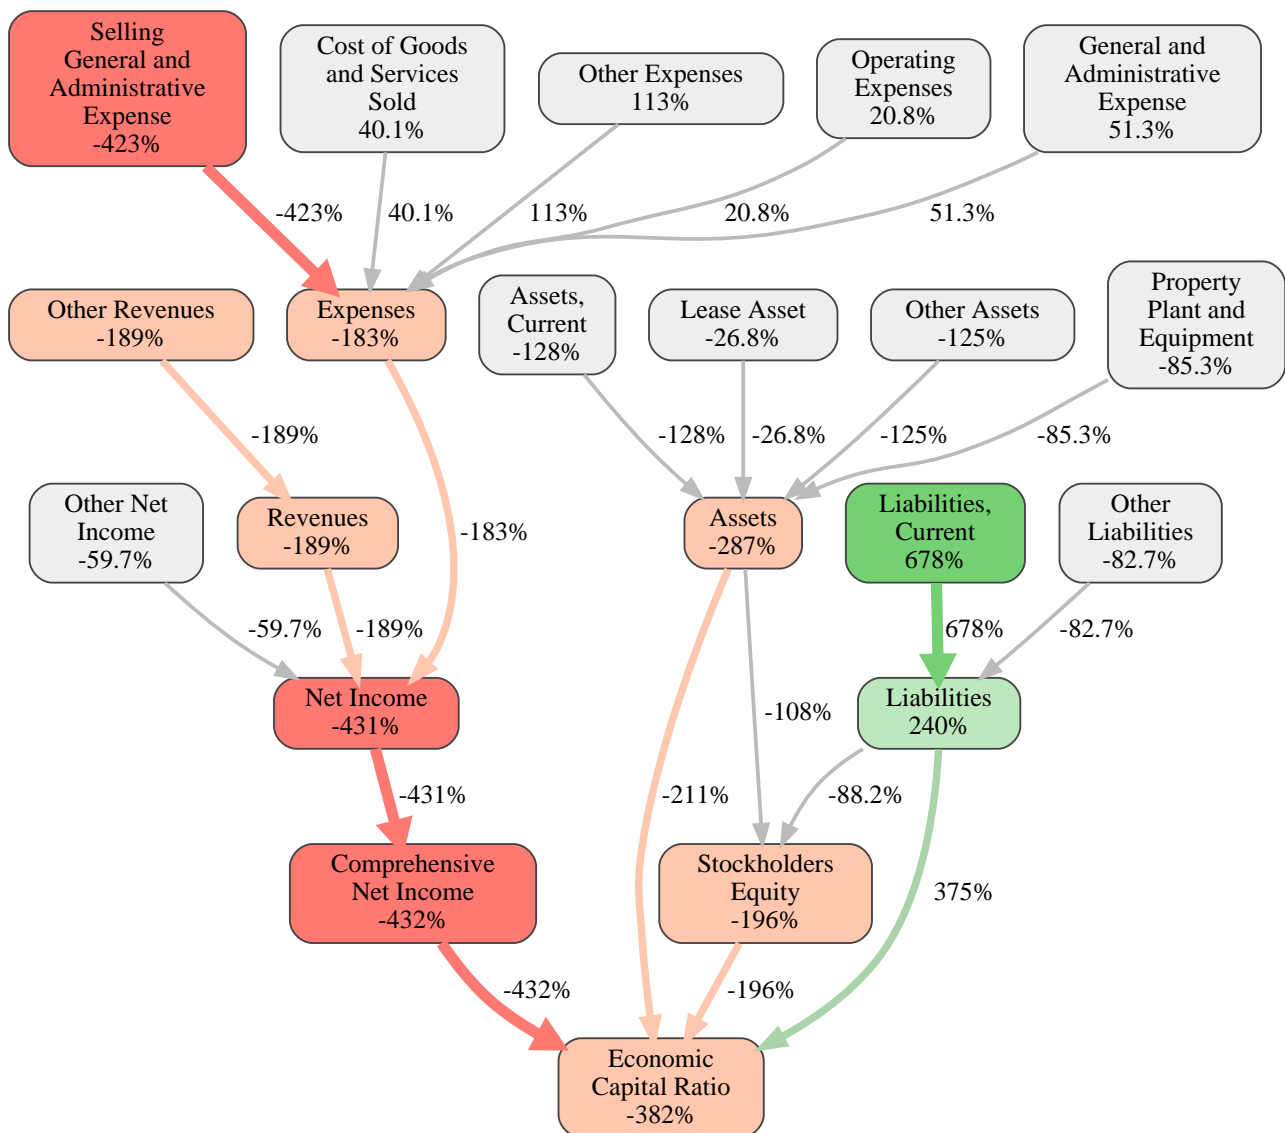 Selling
General and
Administrative
Expense
-423%
Cost of Goods
and Services
Sold
40.1%
Other Expenses
113%
Operating
Expenses
20.8%
General and
Administrative
Expense
51.3%
-423%
40.1%
113%
20.8%
51.3%
Other Revenues
-189%
Expenses
-183%
Assets,
Current
-128%
Lease Asset
-26.8%
Other Assets
-125%
Property
Plant and
Equipment
-85.3%
-189%
-128%
-26.8%
-125%
-85.3%
Other Net
Income
-59.7%
Revenues
-189%
-183%
Assets
-287%
Liabilities,
Current
678%
Other
Liabilities
-82.7%
-59.7%
-189%
678%
-82.7%
Net Income
-431%
-108%
Liabilities
240%
-431%
-211%
-88.2%
Comprehensive
Net Income
-432%
Stockholders
Equity
-196%
375%
-432%
-196%
Economic
Capital Ratio
-382%